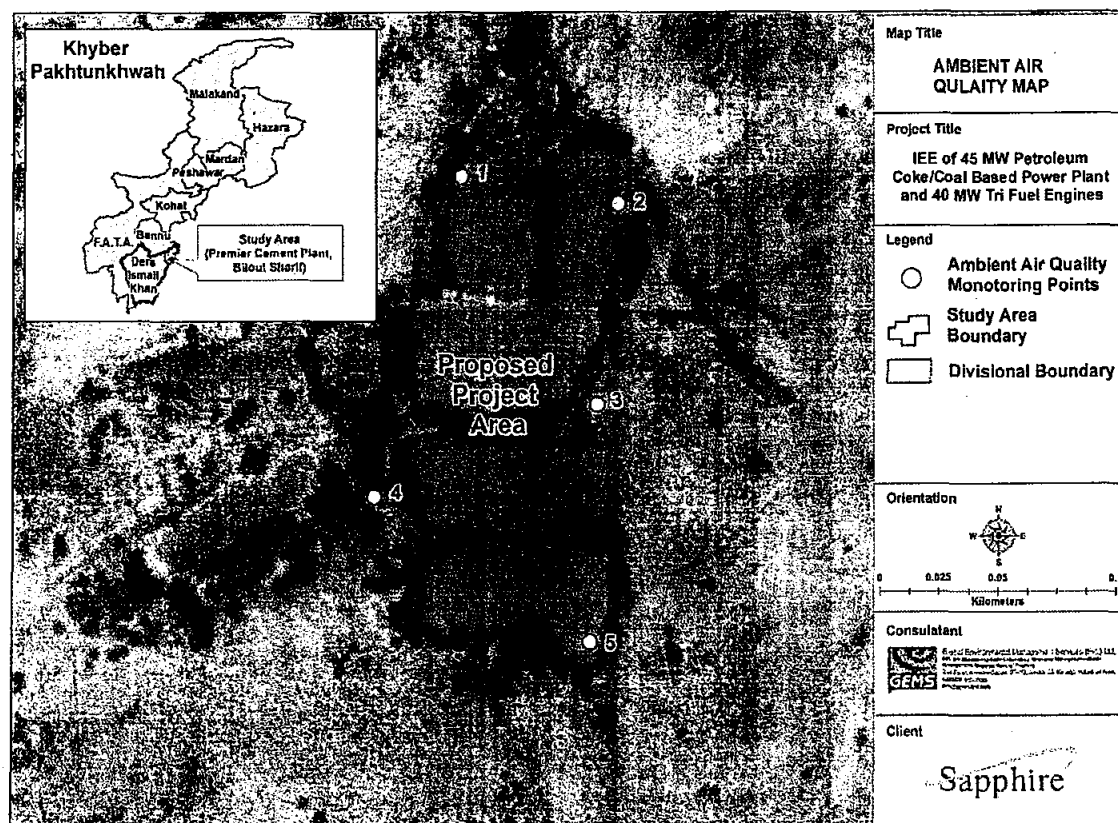 Khyber
Pakhtunkhwah
Malakand
Hazara
Mardan
Peshawar
Kohat
F.A.T.A.
Bannu
Dera
Ismail
Khan
Study Area
(Premier Cement Plant,
1
2
Proposed
Project
Area
3
4
5
Map Title
AMBIENT AIR
QULAITY MAP
Project Title
IEE of 45 MW Petroleum
Coke/Coal Based Power Plant
and 40 MW Tri Fuel Engines
Legend
Ambient Air Quality
Monotoring Points
Study Area
Boundary
Divisional Boundary
Orientation
N
W E
S
0 0.025 0.05 0.
Kilometers
Consulatant
GEMS
Client
Sapphire